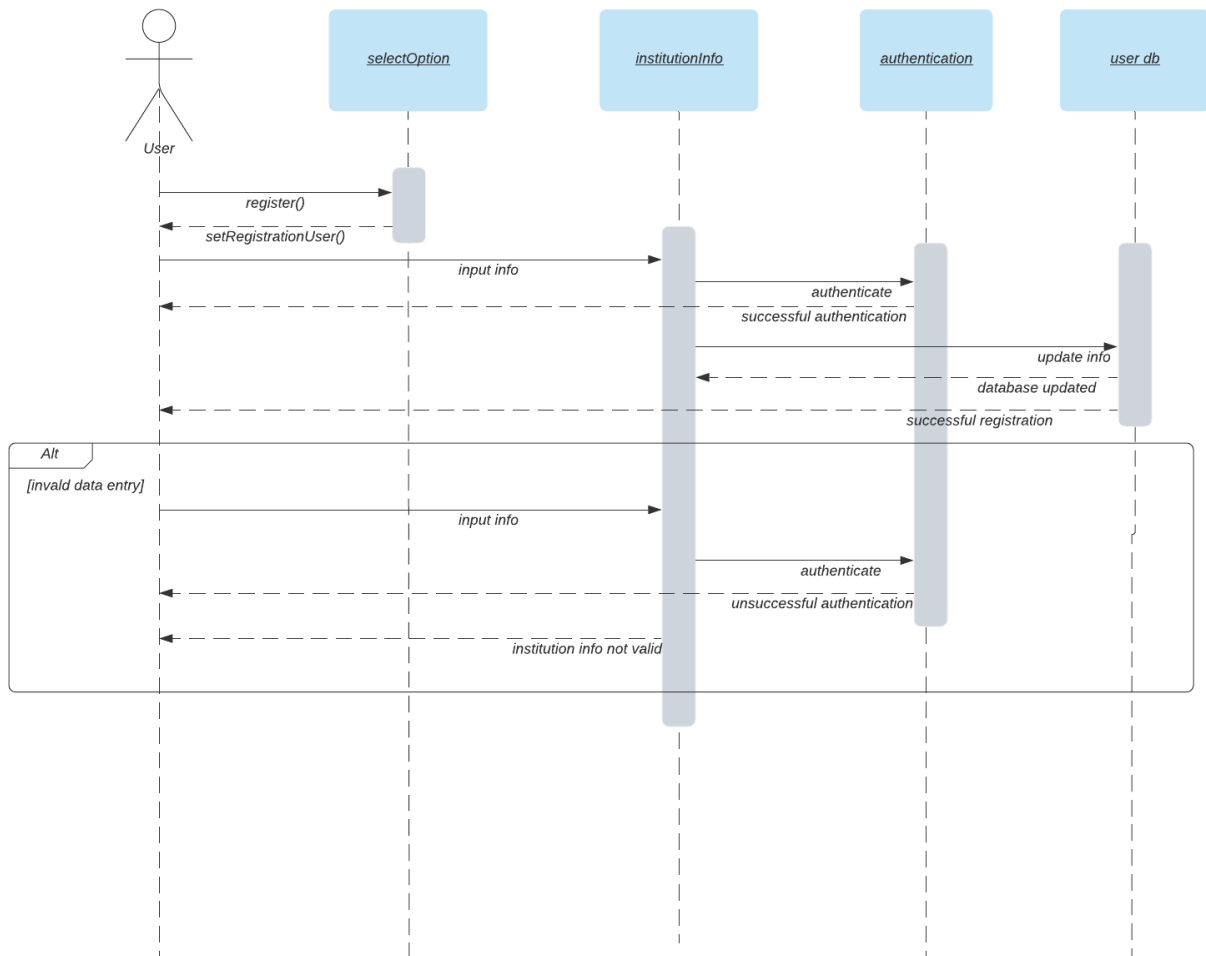 selectOption
institutionInfo
authentication
user db
User
register()
setRegistrationUser()
input info
authenticate
successful authentication
update info
database updated
successful registration
Alt
[invald data entry]
input info
authenticate
unsuccessful authentication
institution info not valid